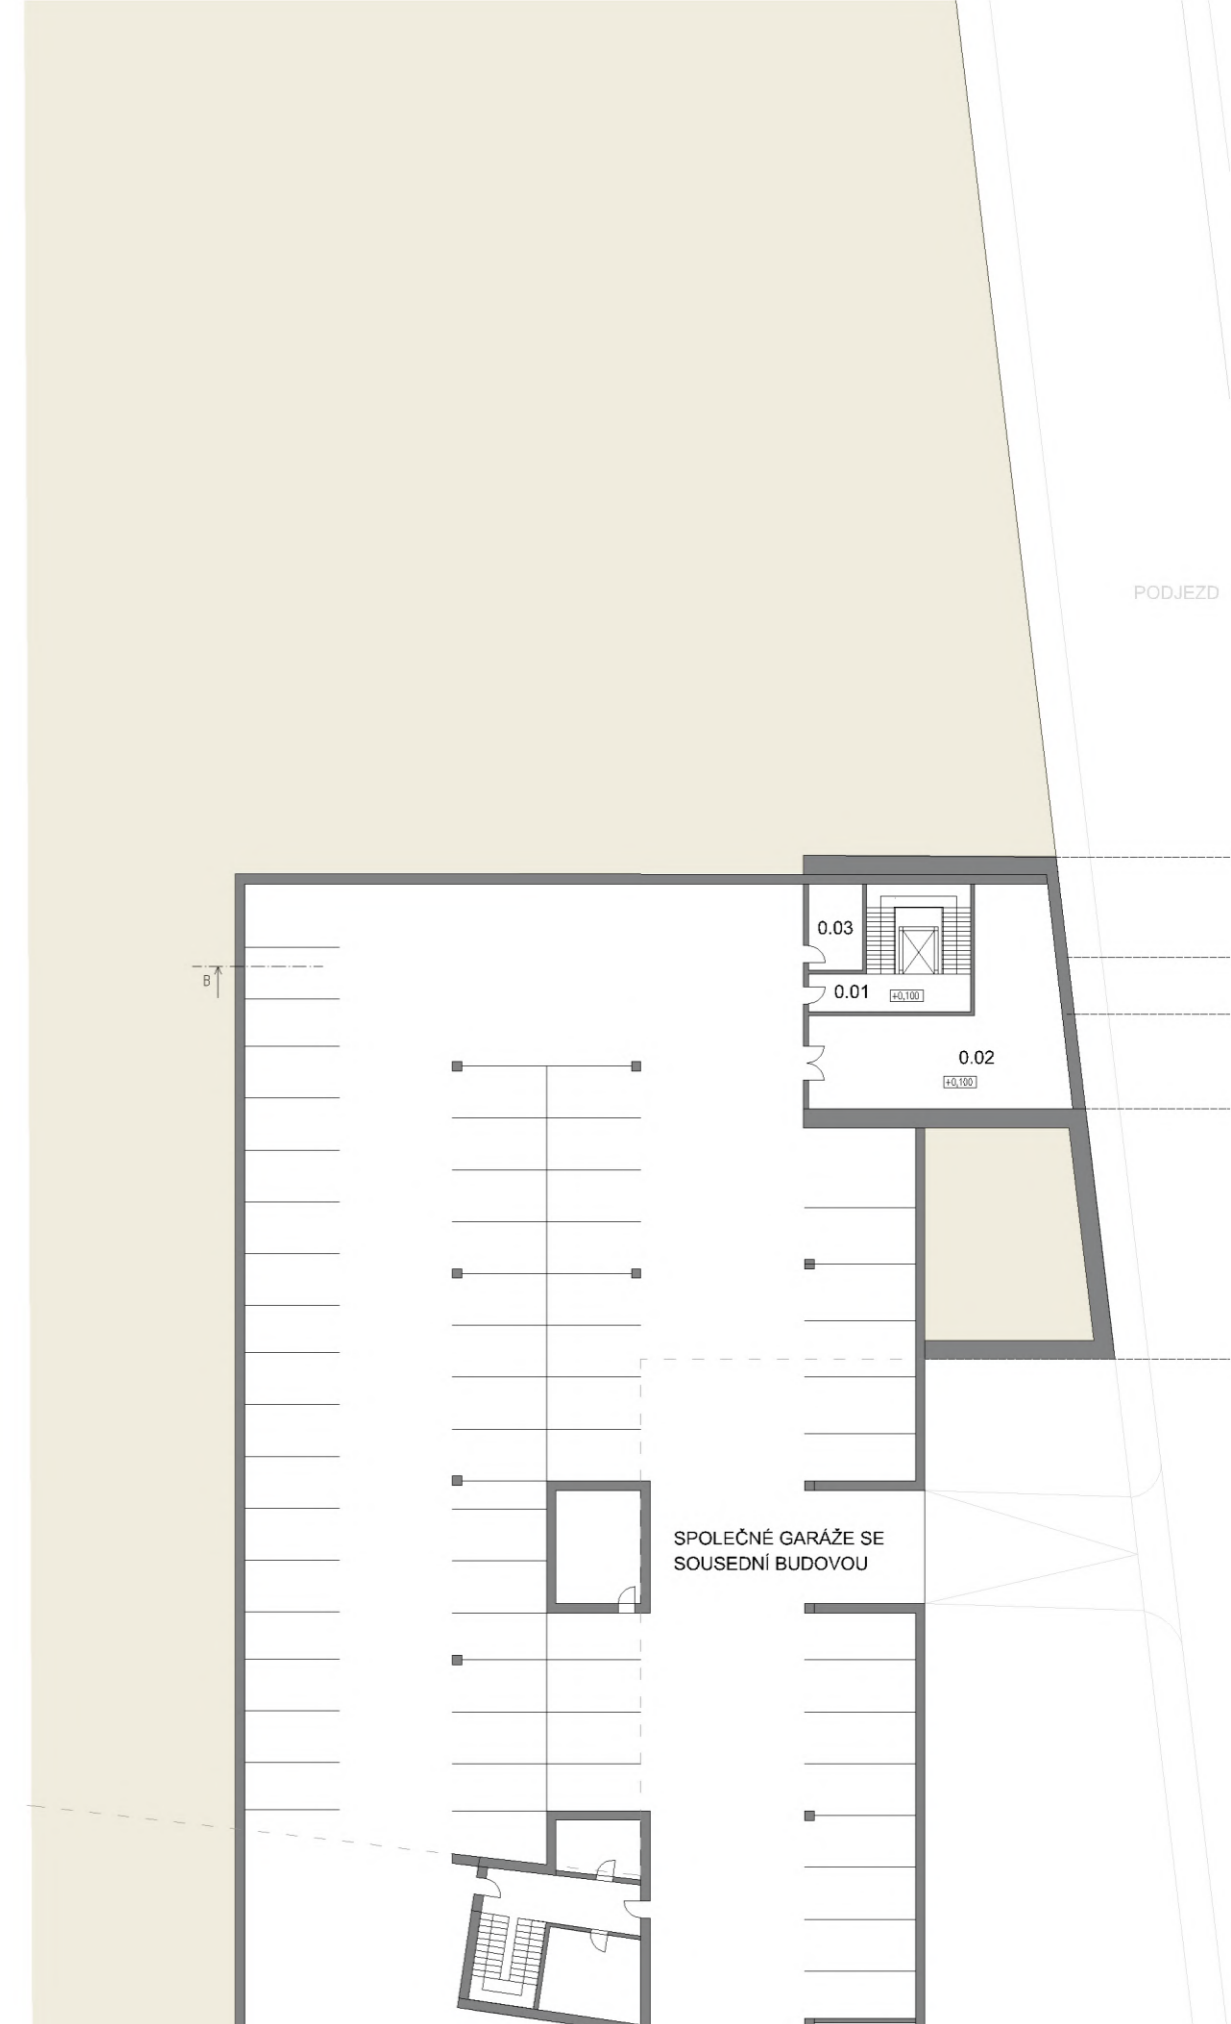 PODJEZD
0.03
B
0.01
+0,100
0.02
+0,100
SPOLEČNÉ GARÁŽE SE
SOUSEDNÍ BUDOVOU